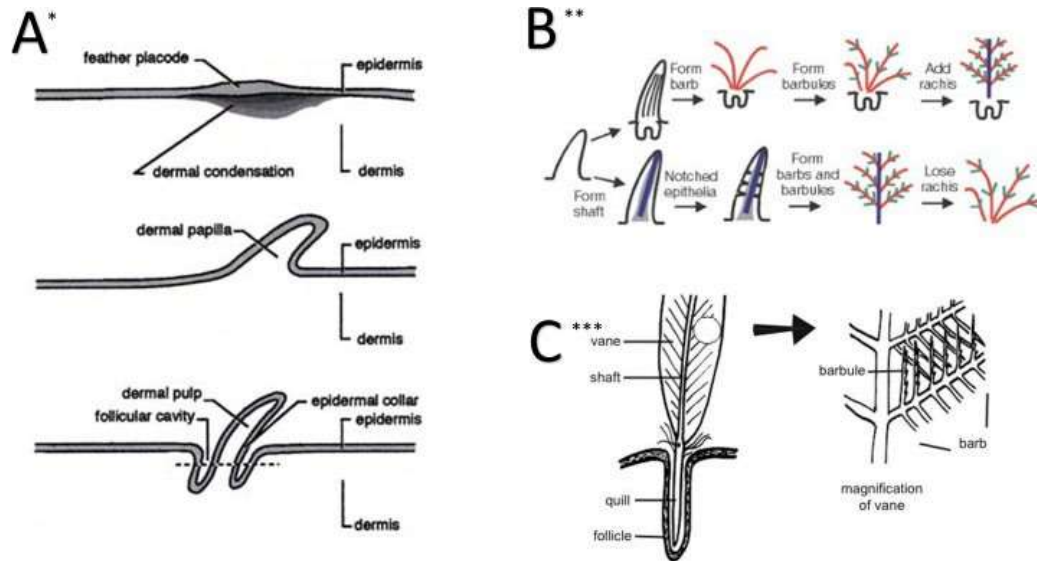 A*
feather placode
epidermis
dermal condensation
dermis
dermal papilla
epidermis
dermis
dermal pulp
follicular cavity
epidermal collar
epidermis
dermis
B**
Form
barb
Form
barbules
Add
rachis
Form
shaft
Notched
epithelia
Form
barbs and
barbules
Lose
rachis
C***
vane
shaft
quill
follicle
barbule
barb
magnification
of vane